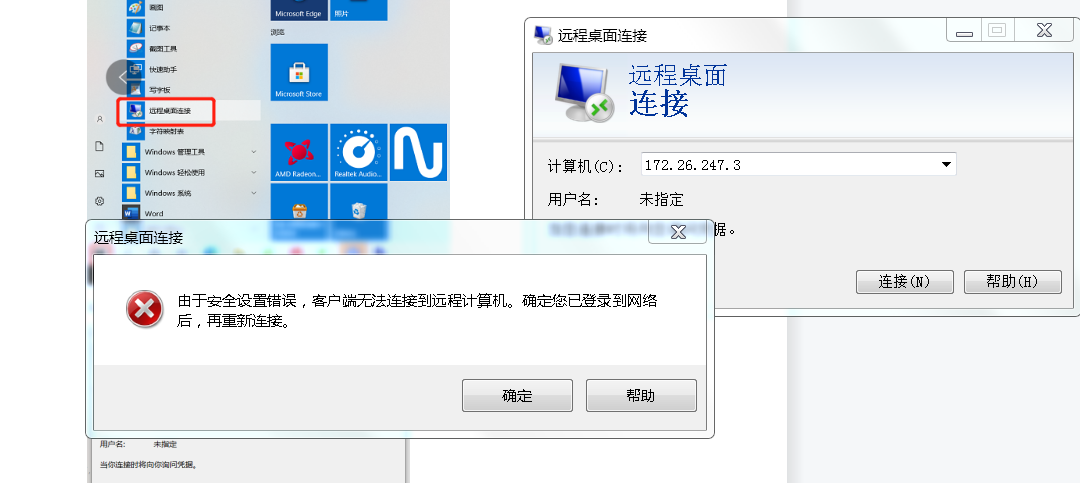 画图
记事本
截图工具
快速助手
写字板
远程桌面连接
字符映射表
Windows 管理工具
Windows 轻松使用
Windows 系统
Word
Microsoft Edge
照片
浏览
Microsoft Store
AMD Radeon...
Realtek Audio...
远程桌面连接
远程桌面
连接
计算机(C):
172.26.247.3
用户名:
未指定
据。
连接(N)
帮助(H)
远程桌面连接
由于安全设置错误，客户端无法连接到远程计算机。确定您已登录到网络
后，再重新连接。
确定
帮助
用户名:
未指定
当你连接时将向你询问凭据。